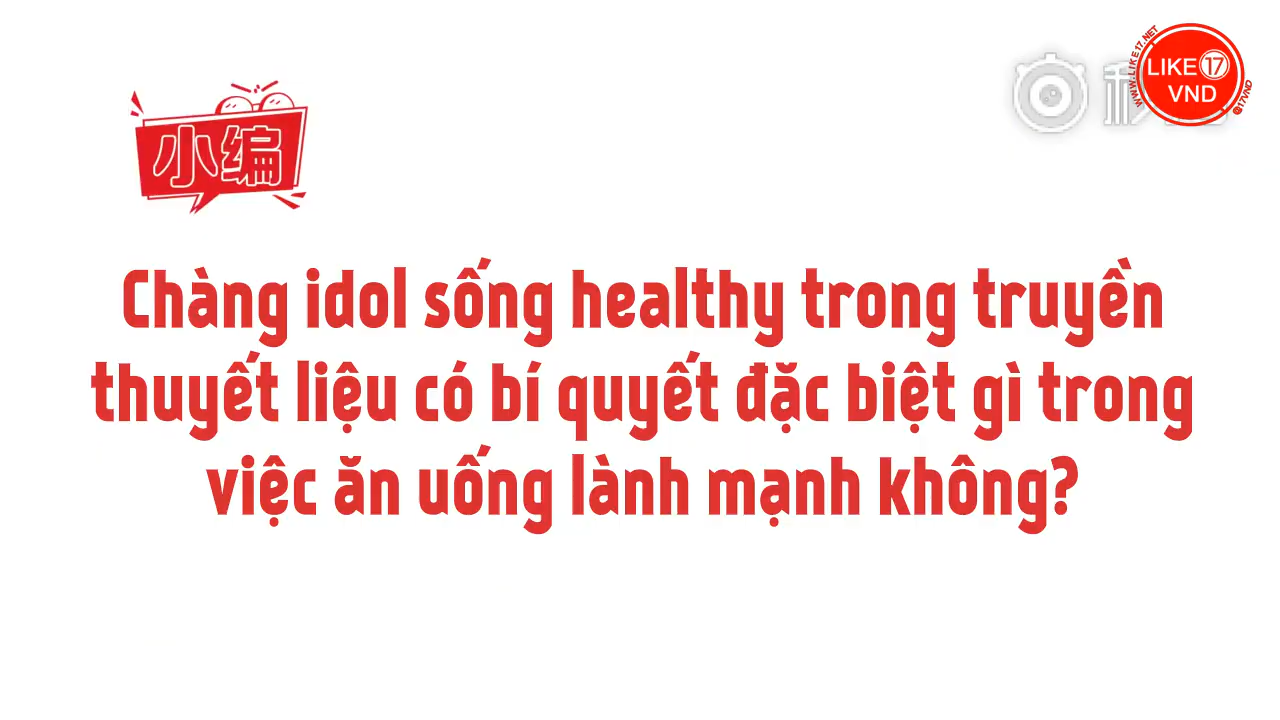 WWW.LIKE17.NET
LIKE 17
VND
@17VND
小编
Chàng idol sống healthy trong truyền
thuyết liệu có bí quyết đặc biệt gì trong
việc ăn uống lành mạnh không?